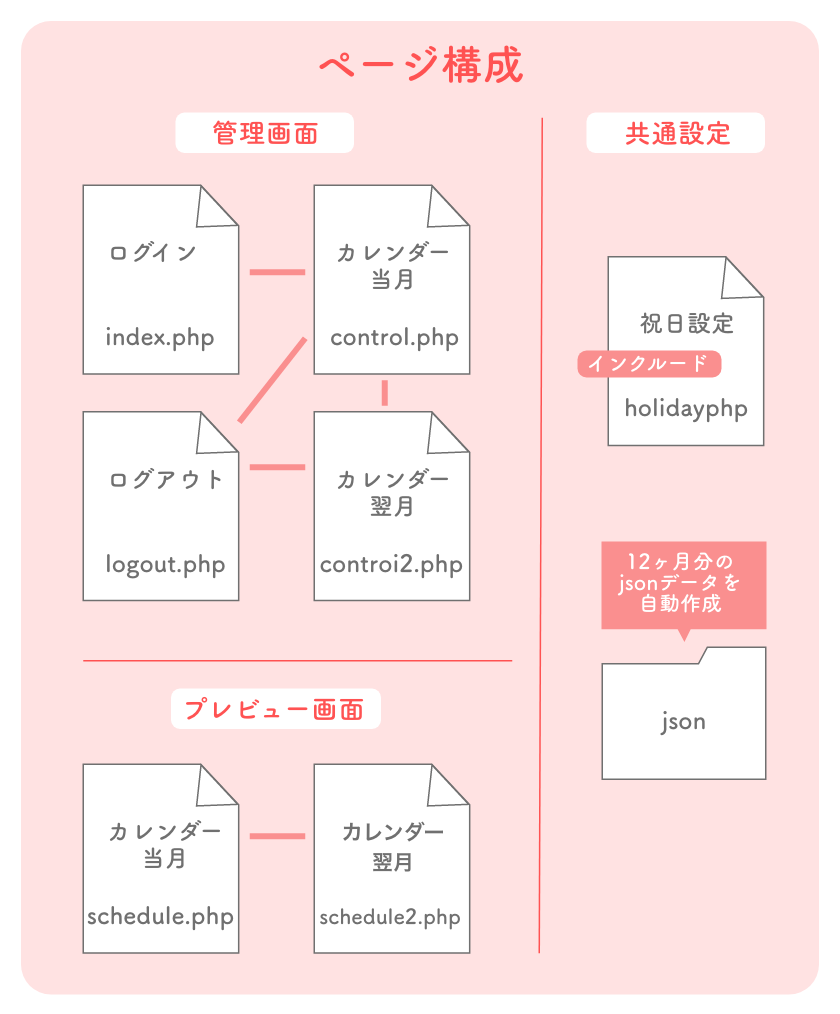 ページ構成
管理画面
ログイン
index.php
カレンダー
当月
control.php
ログアウト
logout.php
カレンダー
翌月
controi2.php
プレビュー画面
カレンダー
当月
schedule.php
カレンダー
翌月
schedule2.php
共通設定
祝日設定
インクルード
holidayphp
12ヶ月分の
jsonデータを
自動作成
json